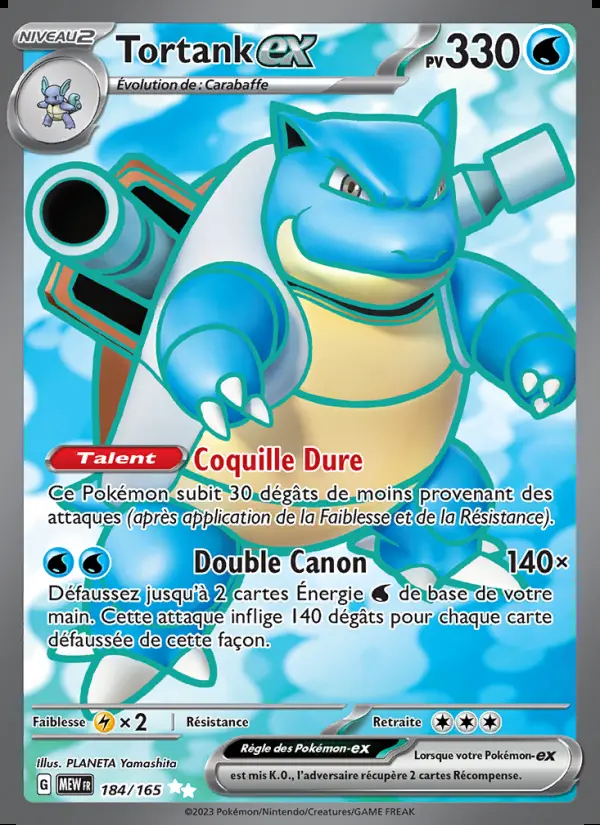 NIVEAU 2
Tortank ex
PV 330
Évolution de : Carabaffe
Talent Coquille Dure
Ce Pokémon subit 30 dégâts de moins provenant des
attaques (après application de la Faiblesse et de la Résistance).
Double Canon 140×
Défaussez jusqu'à 2 cartes Énergie de base de votre
main. Cette attaque inflige 140 dégâts pour chaque carte
défaussée de cette façon.
Faiblesse ×2 Résistance Retraite
Règle des Pokémon-ex Lorsque votre Pokémon-ex
est mis K.O., l'adversaire récupère 2 cartes Récompense.
Illus. PLANETA Yamashita
G MEW FR 184/165
©2023 Pokémon/Nintendo/Creatures/GAME FREAK